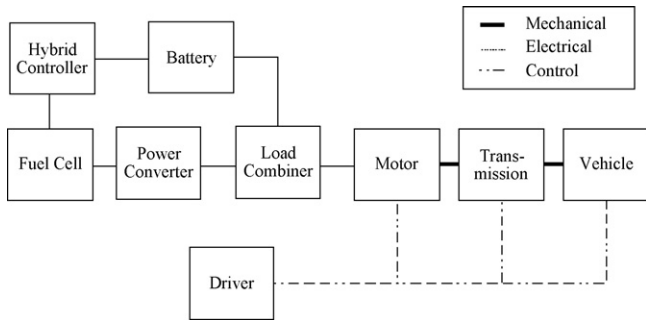 Hybrid
Controller
Battery
Mechanical
Electrical
Control
Fuel Cell
Power
Converter
Load
Combiner
Motor
Trans-
mission
Vehicle
Driver